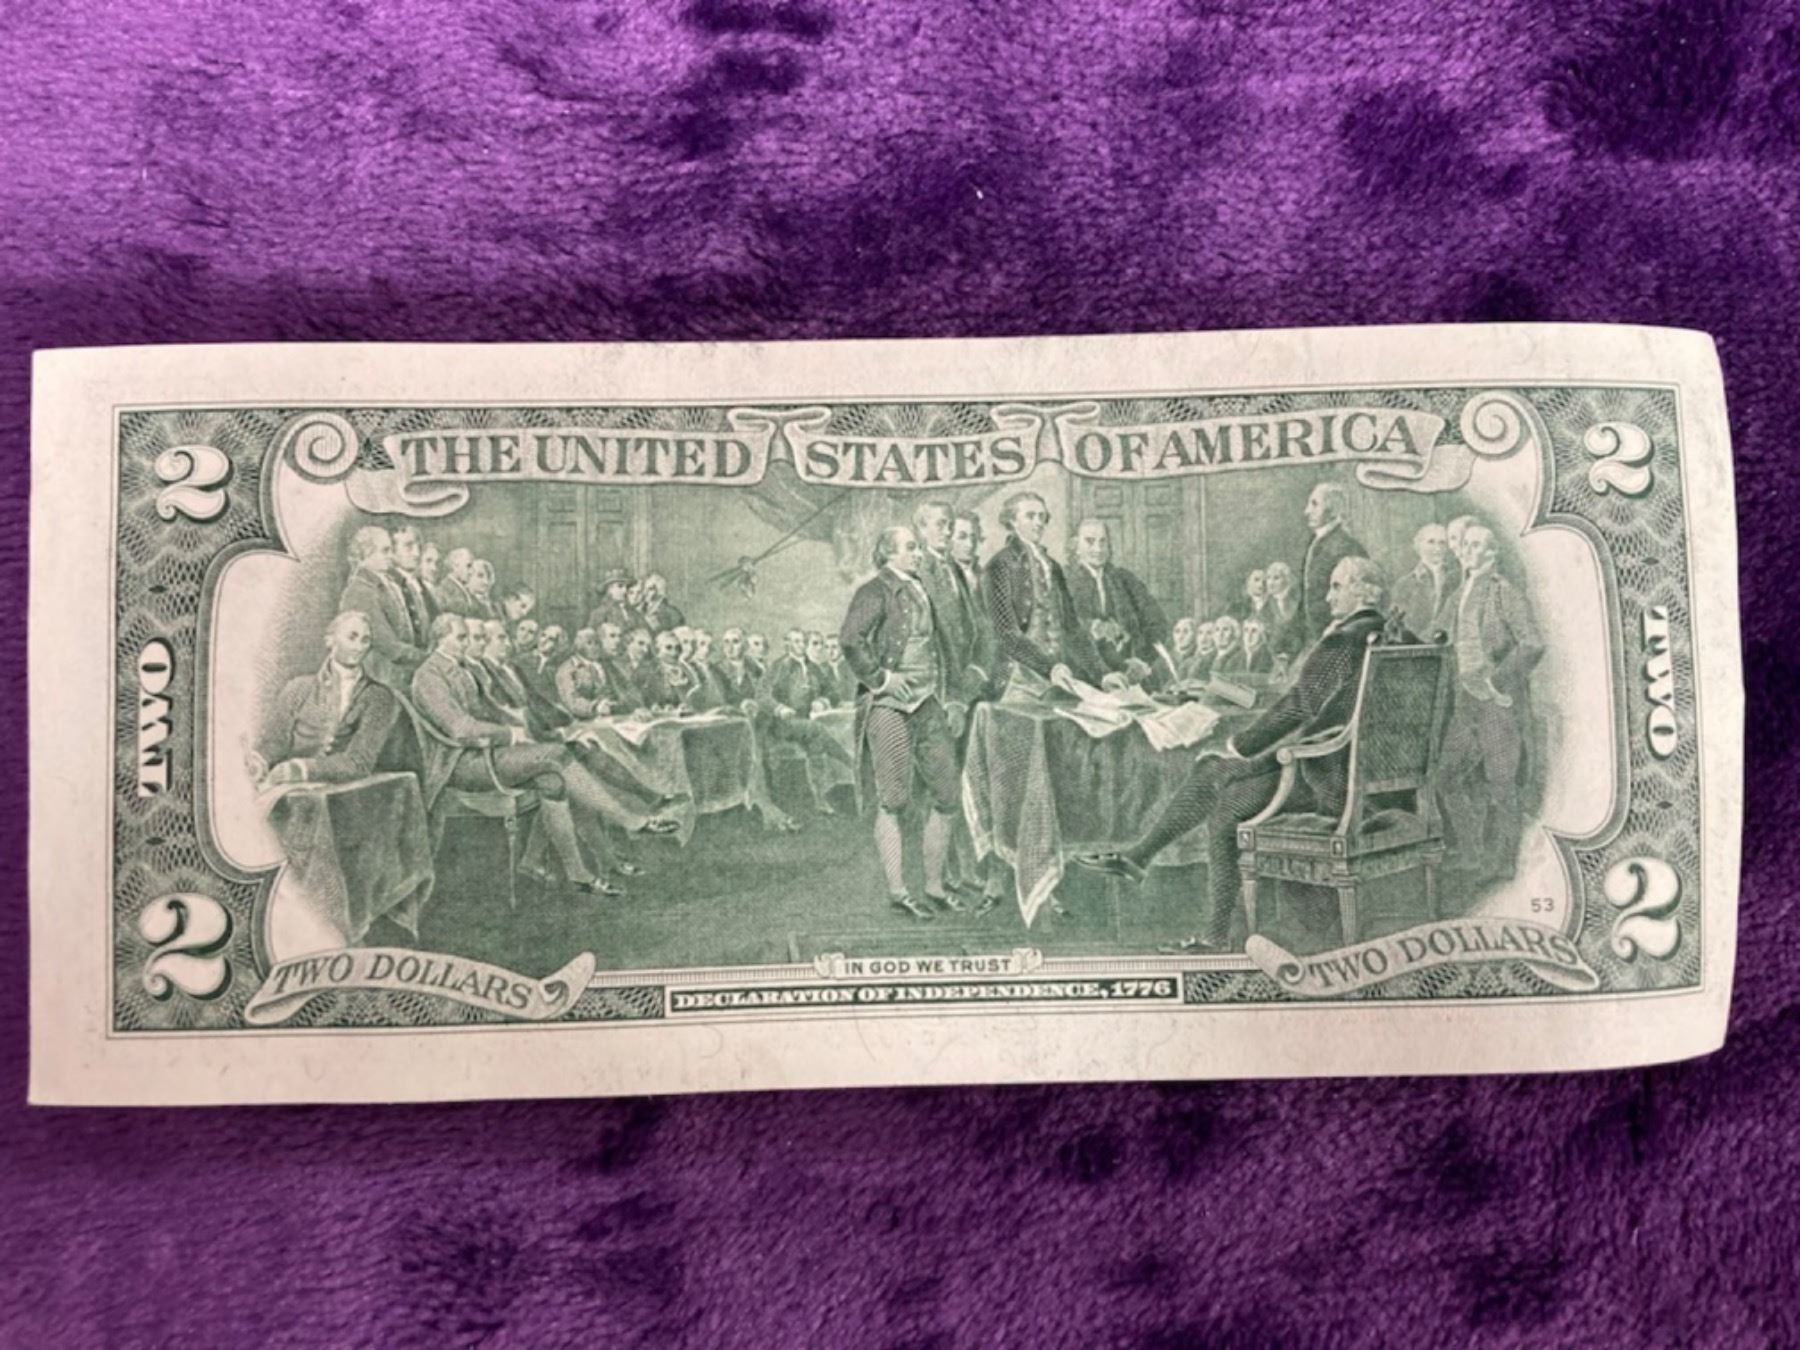 2
THE UNITED STATES OF AMERICA
2
TWO
TWO
53
2
TWO DOLLARS
IN GOD WE TRUST
TWO DOLLARS
2
DECLARATION OF INDEPENDENCE, 1776